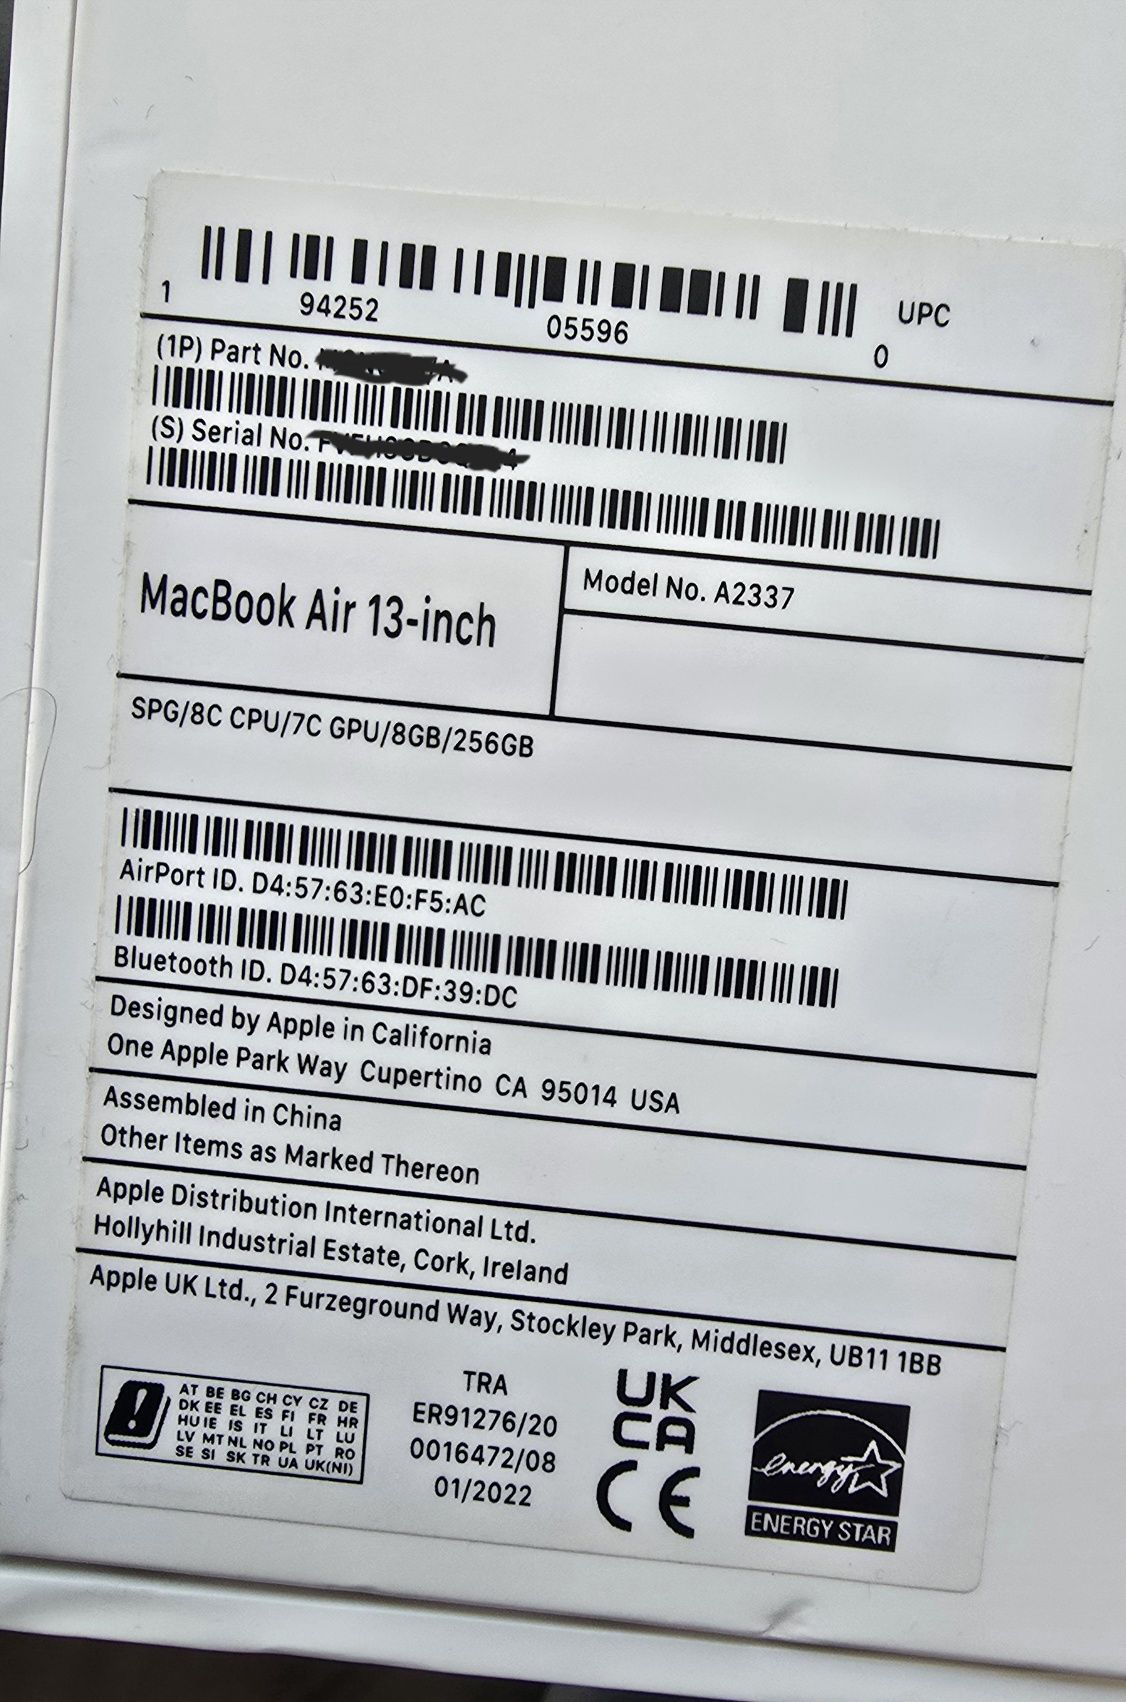 1 94252 05596 0 UPC
(1P) Part No.
(S) Serial No.
MacBook Air 13-inch
Model No. A2337
SPG/8C CPU/7C GPU/8GB/256GB
AirPort ID. D4:57:63:E0:F5:AC
Bluetooth ID. D4:57:63:DF:39:DC
Designed by Apple in California
One Apple Park Way Cupertino CA 95014 USA
Assembled in China
Other Items as Marked Thereon
Apple Distribution International Ltd.
Hollyhill Industrial Estate, Cork, Ireland
Apple UK Ltd., 2 Furzeground Way, Stockley Park, Middlesex, UB11 1BB
AT BE BG CH CY CZ DE
DK EE EL ES FI FR HR
HU IE IS IT LI LT LU
LV MT NL NO PL PT RO
SE SI SK TR UA UK(NI)
TRA
ER91276/20
0016472/08
01/2022
UK
CA
CE
energy
ENERGY STAR